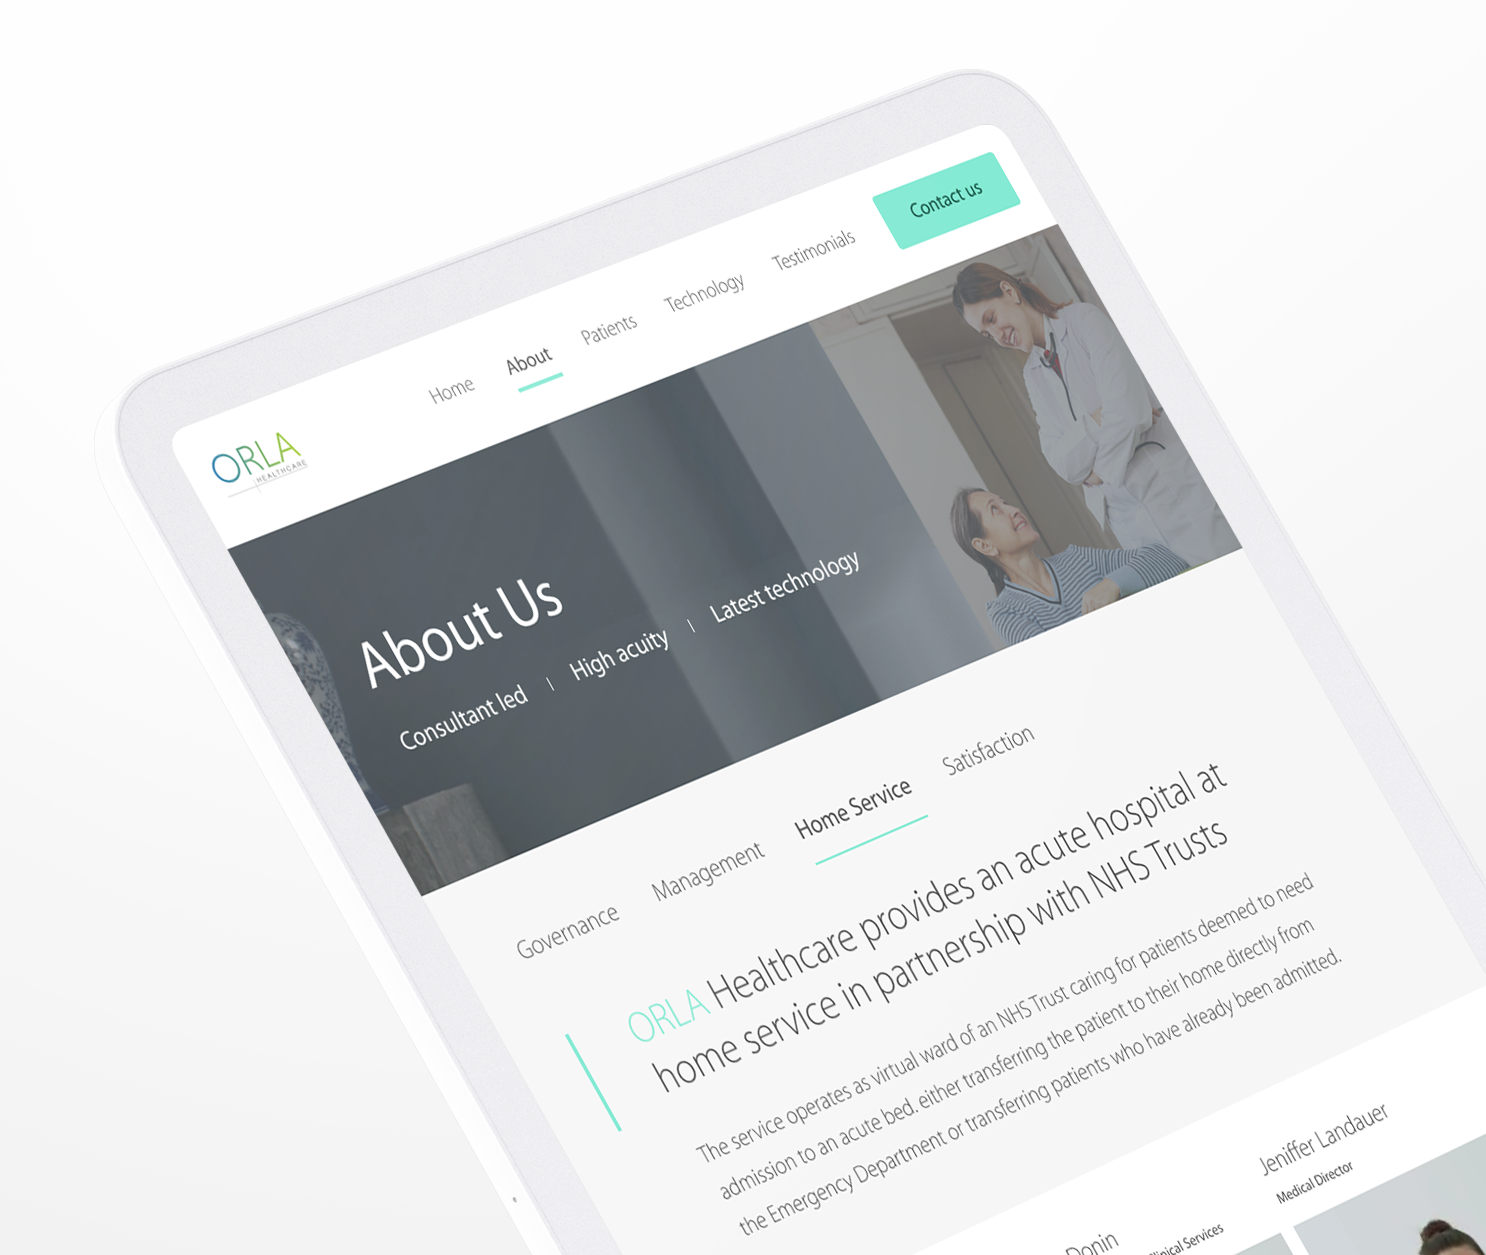 Contact us
Home About Patients Technology Testimonials
ORLA
HEALTHCARE
About Us
Consultant led | High acuity | Latest technology
Governance Management Home Service Satisfaction
ORLA Healthcare provides an acute hospital at
home service in partnership with NHS Trusts
The service operates as virtual ward of an NHS Trust caring for patients deemed to need
admission to an acute bed. either transferring the patient to their home directly from
the Emergency Department or transferring patients who have already been admitted.
Jeniffer Landauer
Medical Director
Donin
Clinical Services